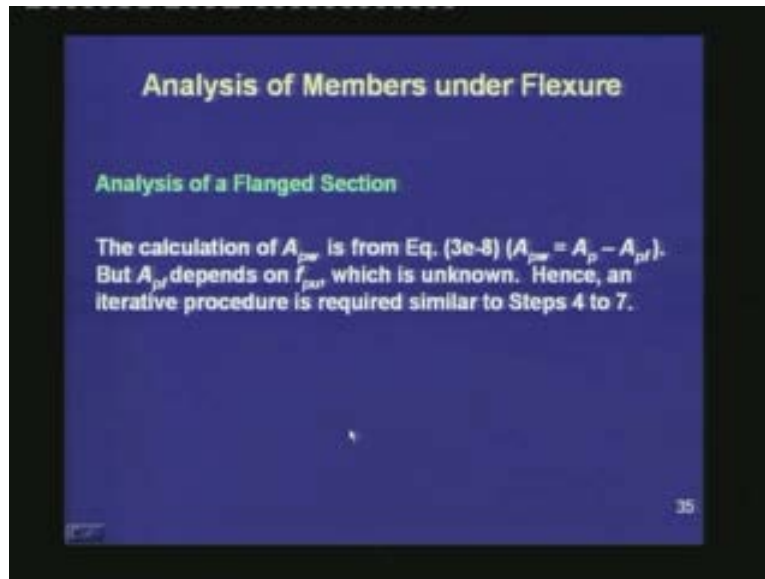 Analysis of Members under Flexure
Analysis of a Flanged Section
The calculation of Apw is from Eq. (3e-8) (Apw = Ap – Apf).
But Apf depends on fpu, which is unknown. Hence, an
iterative procedure is required similar to Steps 4 to 7.
35